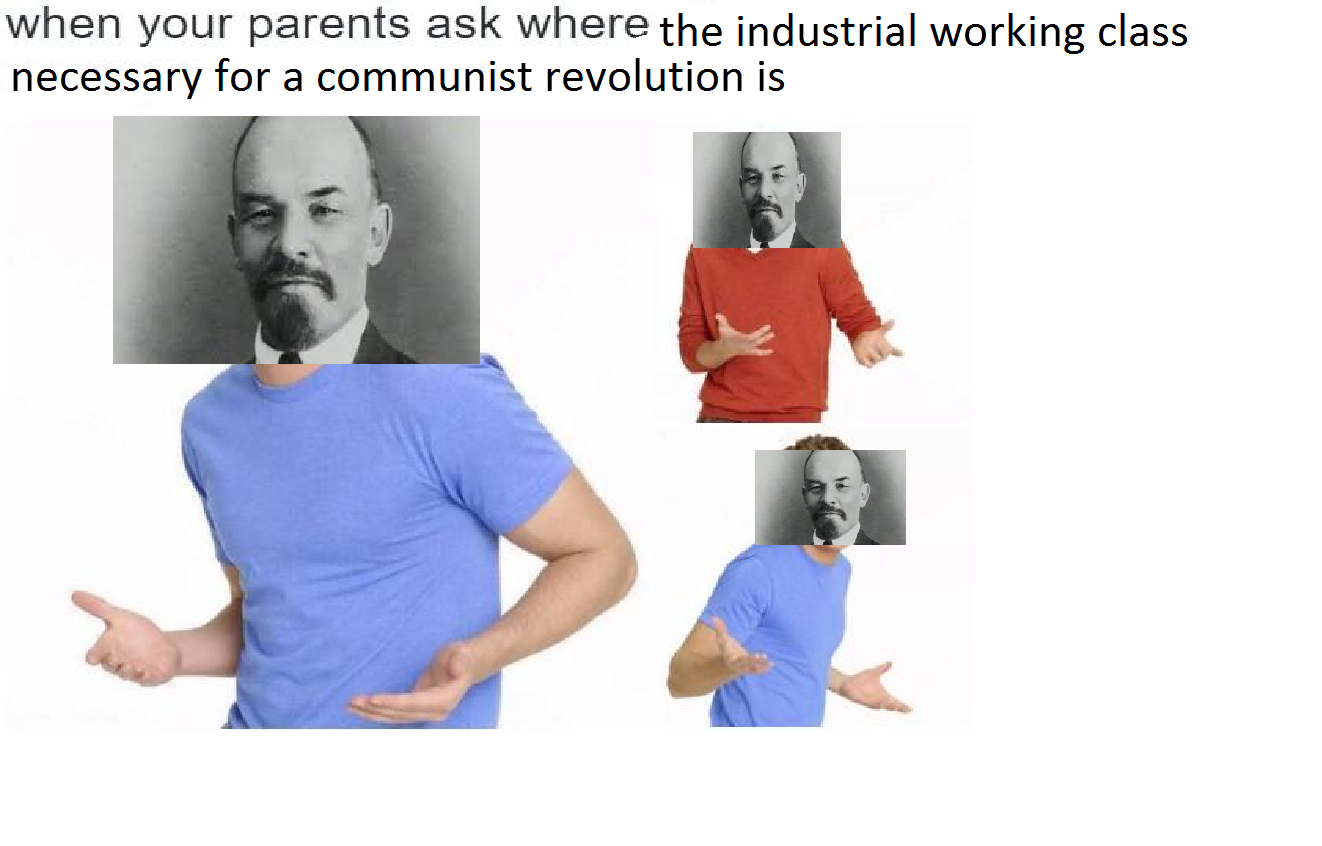 when your parents ask where the industrial working class
necessary for a communist revolution is